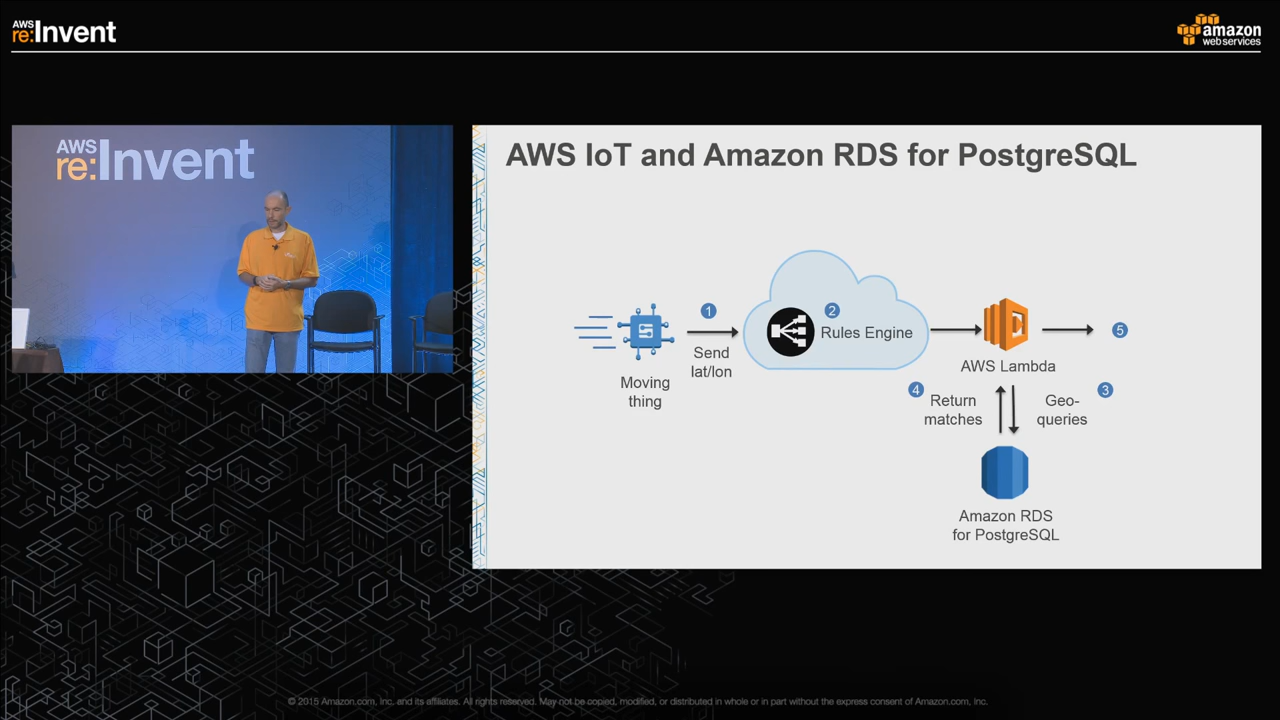 AWS
re:Invent
amazon
web services
AWS
re:Invent
AWS IoT and Amazon RDS for PostgreSQL
1
Send
lat/lon
Moving
thing
2
Rules Engine
AWS Lambda
5
4
Return
matches
Geo-
queries
3
Amazon RDS
for PostgreSQL
© 2015 Amazon.com, Inc. and its affiliates. All rights reserved. May not be copied, modified, or distributed in whole or in part without the express consent of Amazon.com, Inc.